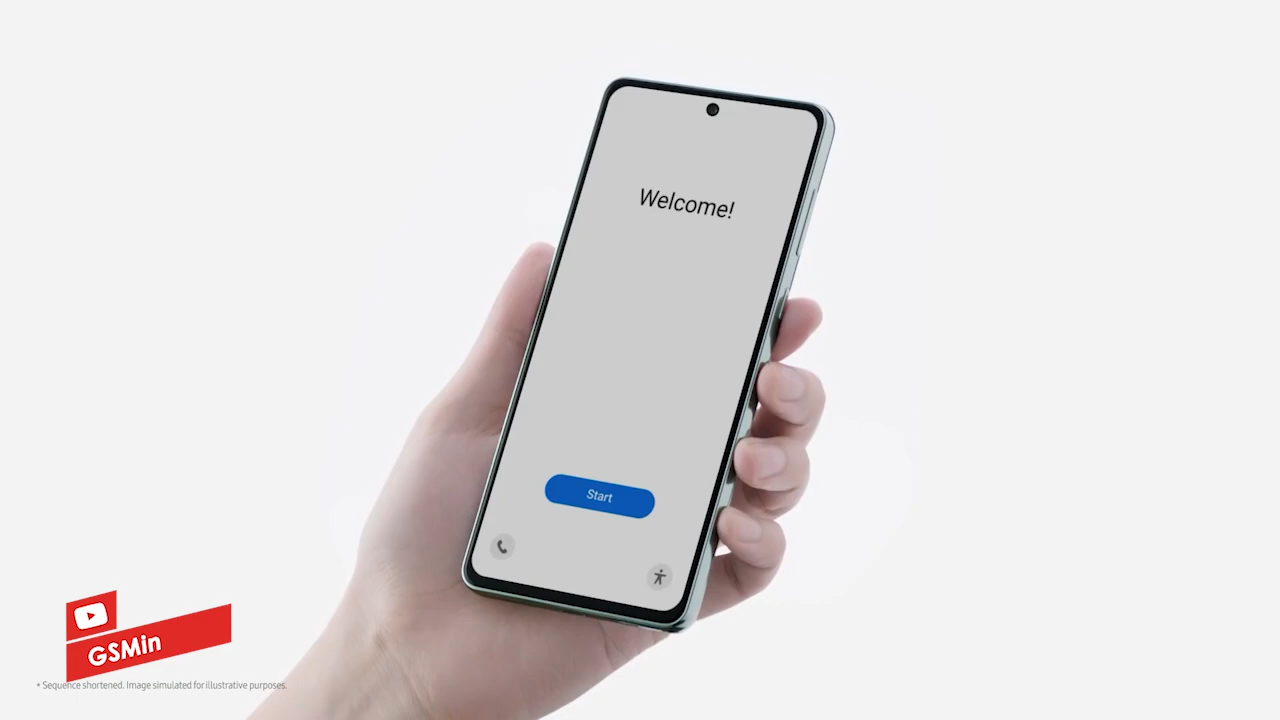 Welcome!
Start
GSMin
* Sequence shortened. Image simulated for illustrative purposes.